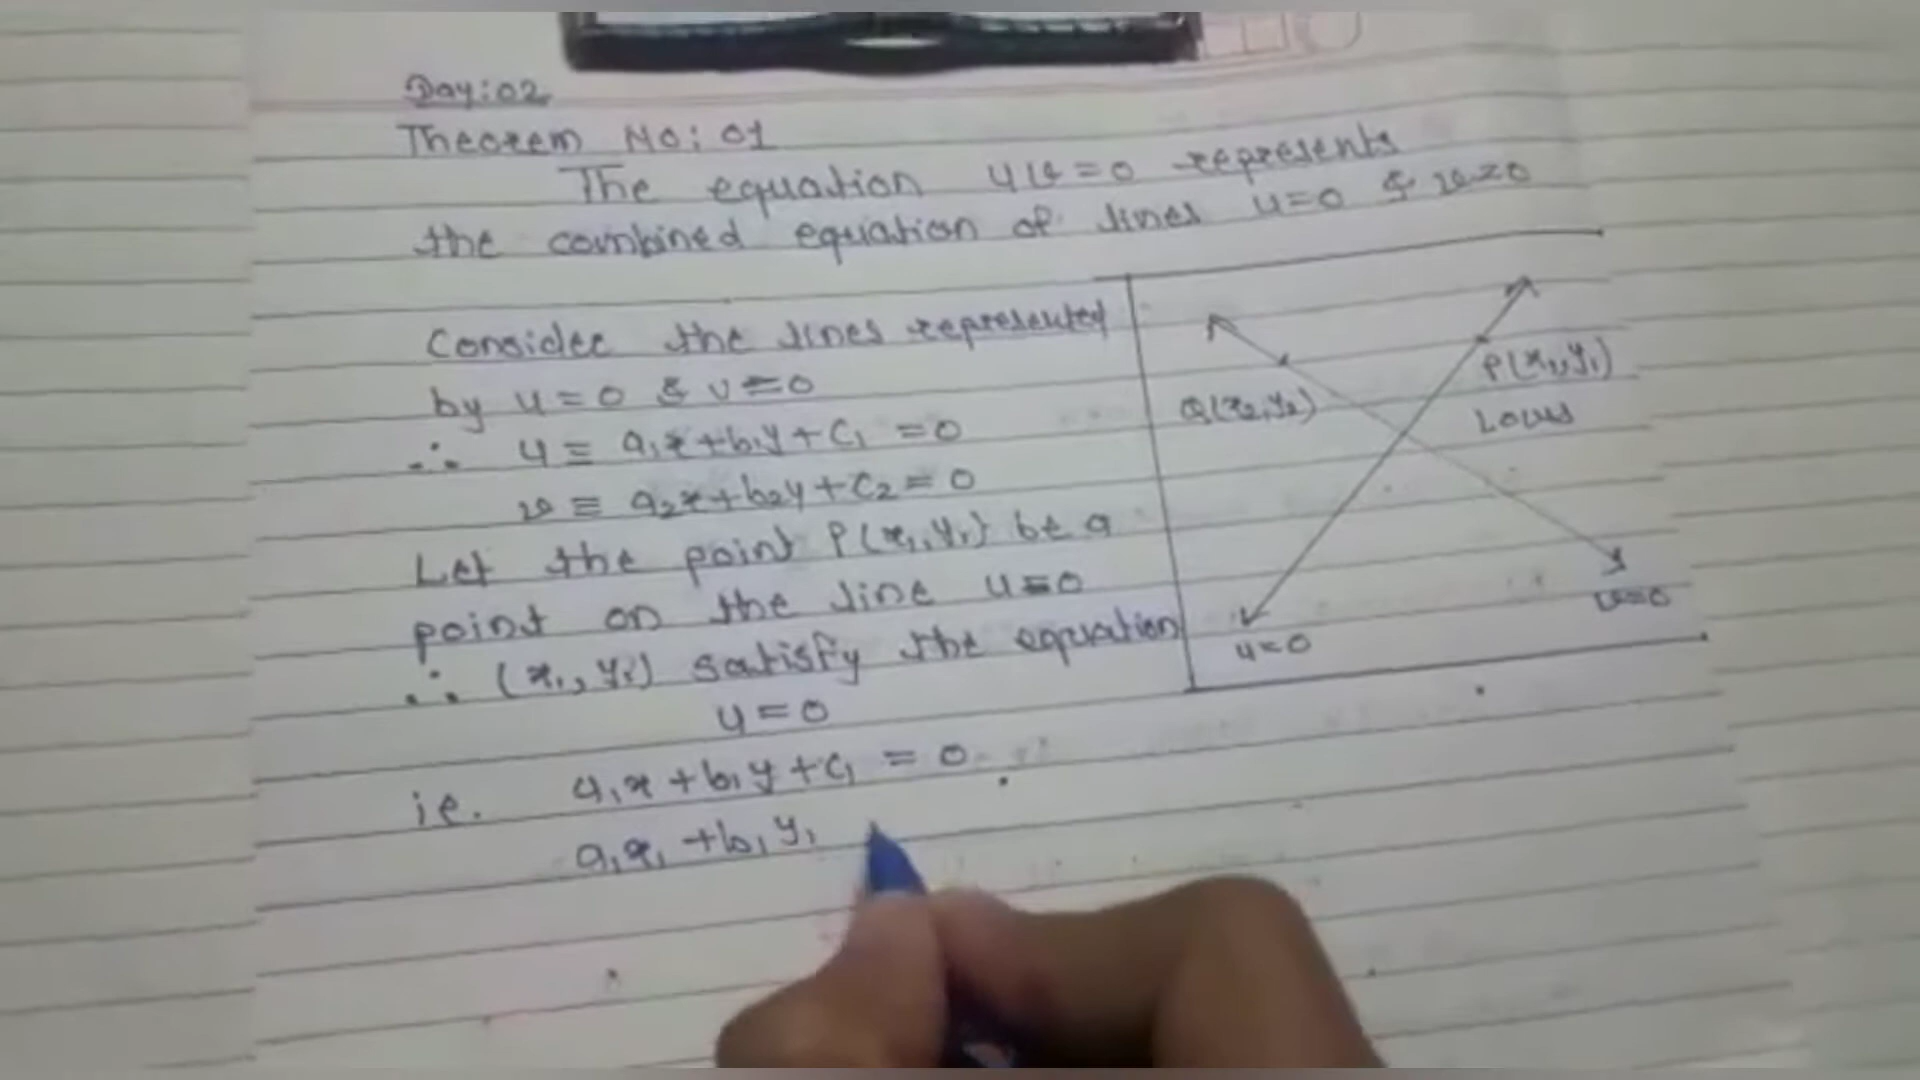 Day:02
Theorem No: 01
The equation uv=0 represents
the combined equation of lines u=0 & v=0
Consider the lines represented
by u=0 & v=0
∴ u ≡ a₁x+b₁y+c₁ =0
v ≡ a₂x+b₂y+c₂=0
Let the point P(x₁,y₁) be a
point on the line u=0
∴ (x₁, y₁) satisfy the equation
u=0
ie. a₁x+b₁y+c₁ = 0
a₁x₁ +b₁y₁
P(x₁,y₁)
Q(x₂,y₂)
Locus
v=0
u=0